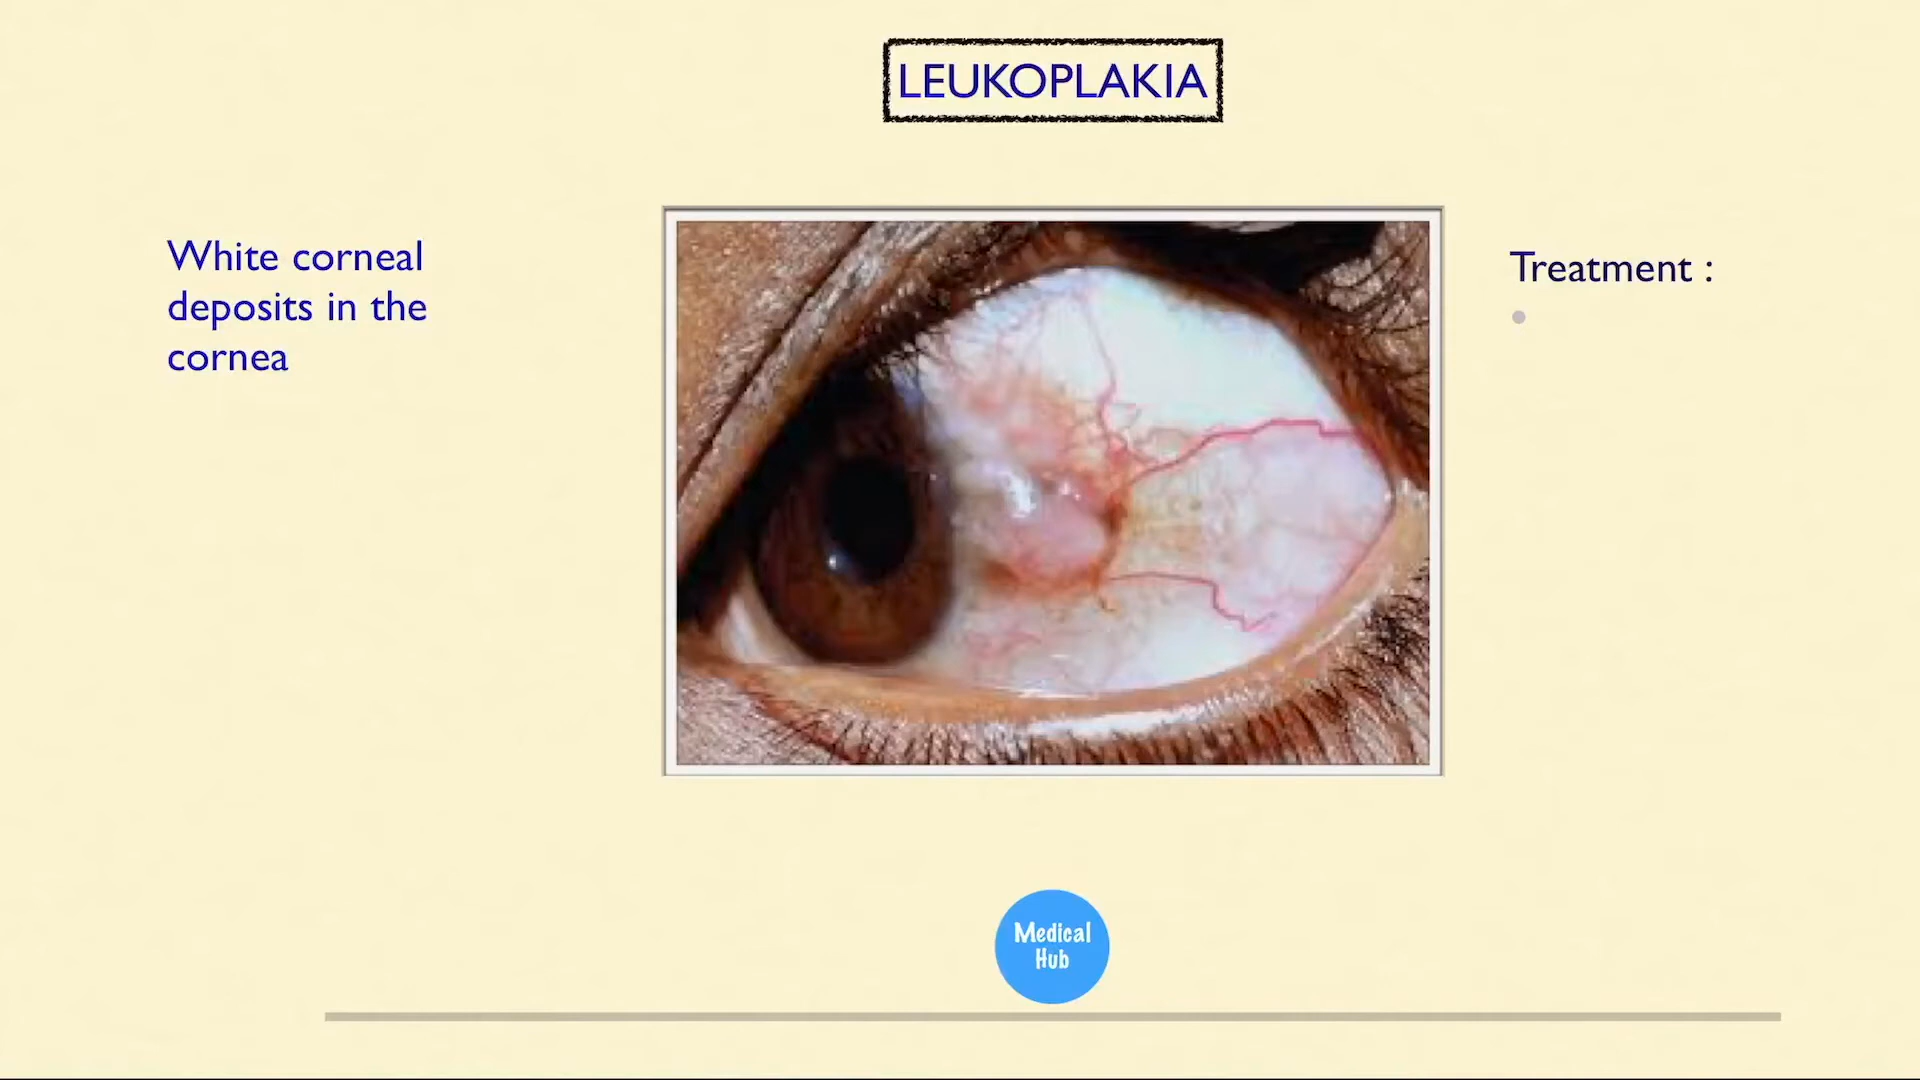 LEUKOPLAKIA
White corneal
deposits in the
cornea
Treatment :
Medical
Hub